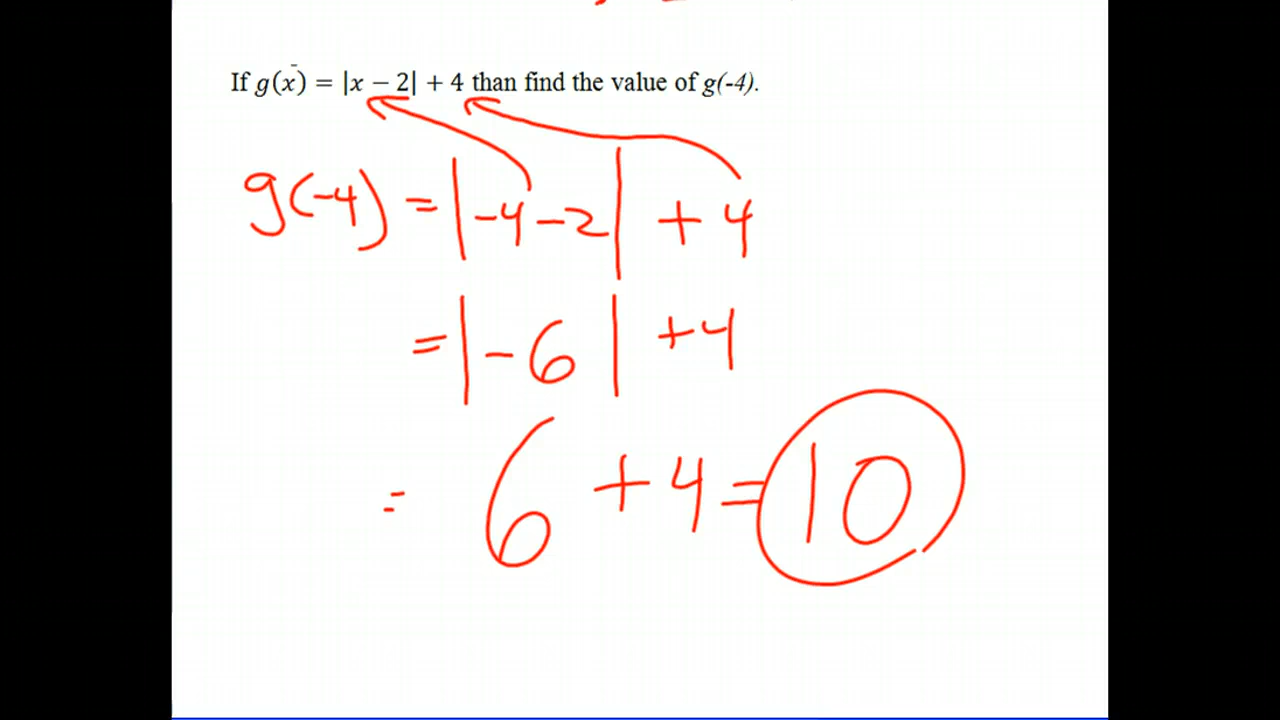 If g(x) = |x − 2| + 4 than find the value of g(-4).
g(-4) = |-4-2| + 4
= |-6| +4
= 6 +4 = 10